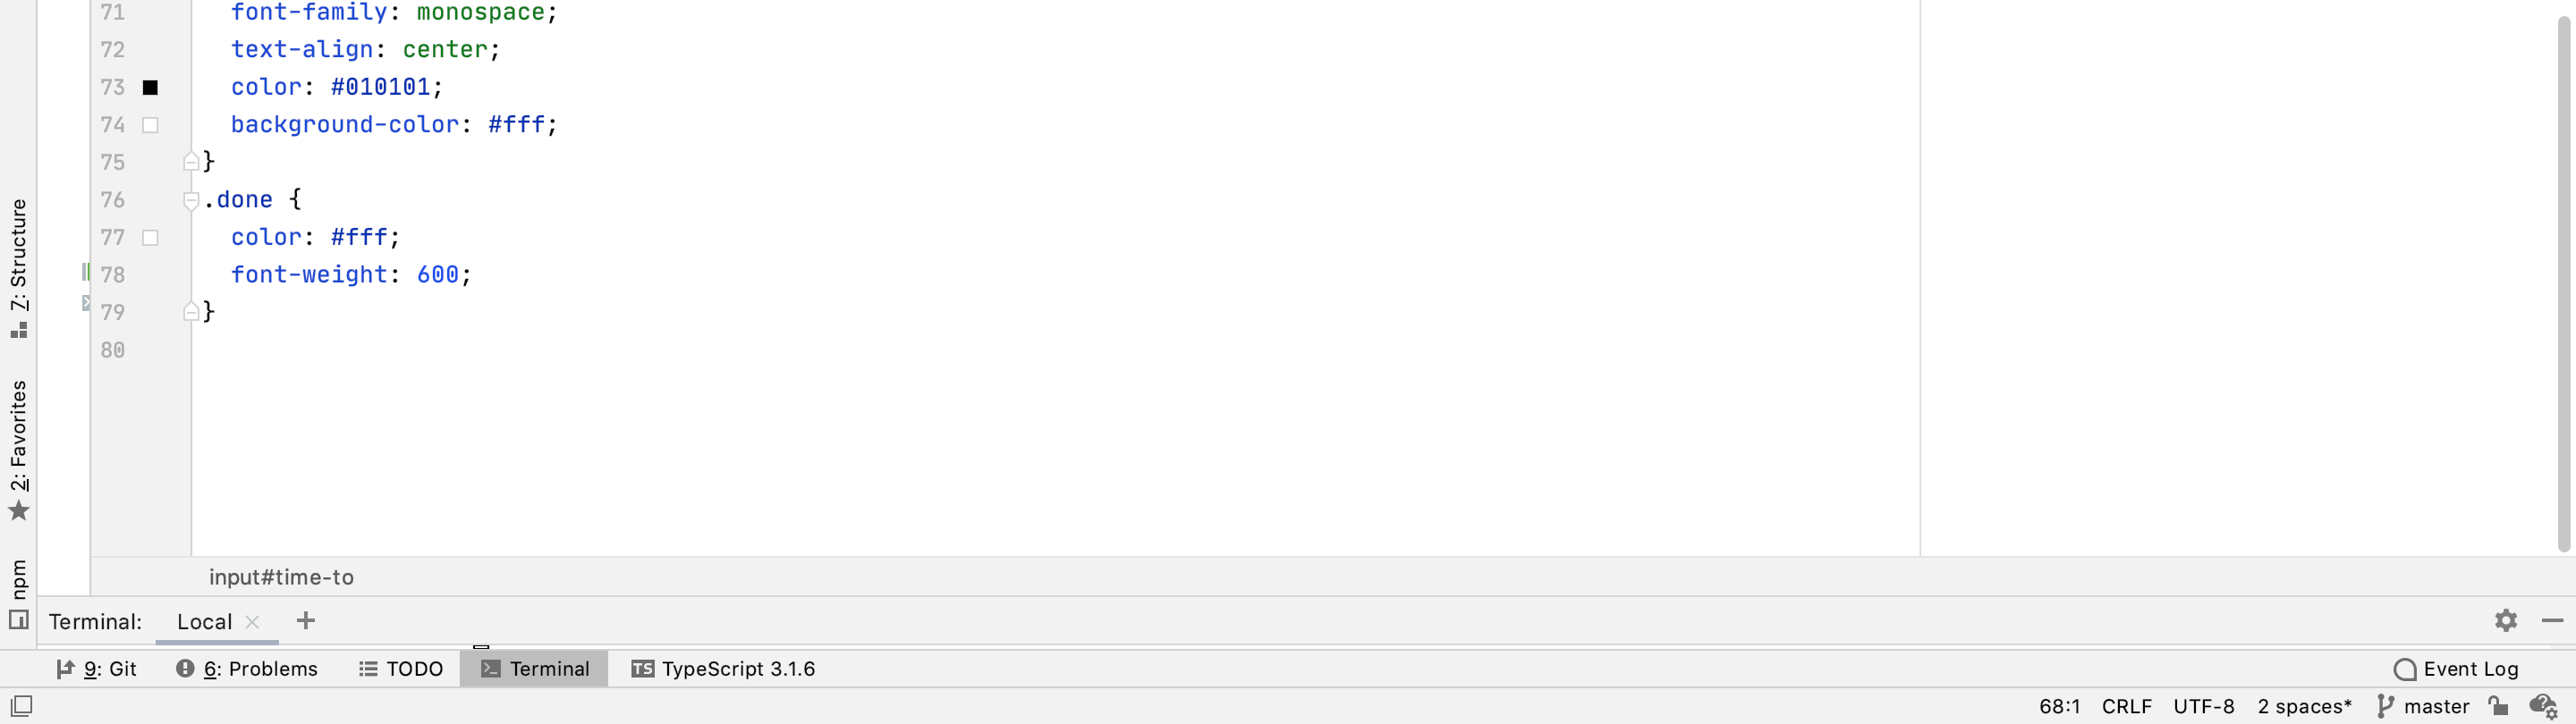 71 font-family: monospace;
72 text-align: center;
73 color: #010101;
74 background-color: #fff;
75 }
76 .done {
77 color: #fff;
78 font-weight: 600;
79 }
80
7: Structure
2: Favorites
npm
input#time-to
Terminal: Local × +
9: Git 6: Problems TODO Terminal TS TypeScript 3.1.6 Event Log
68:1 CRLF UTF-8 2 spaces* master